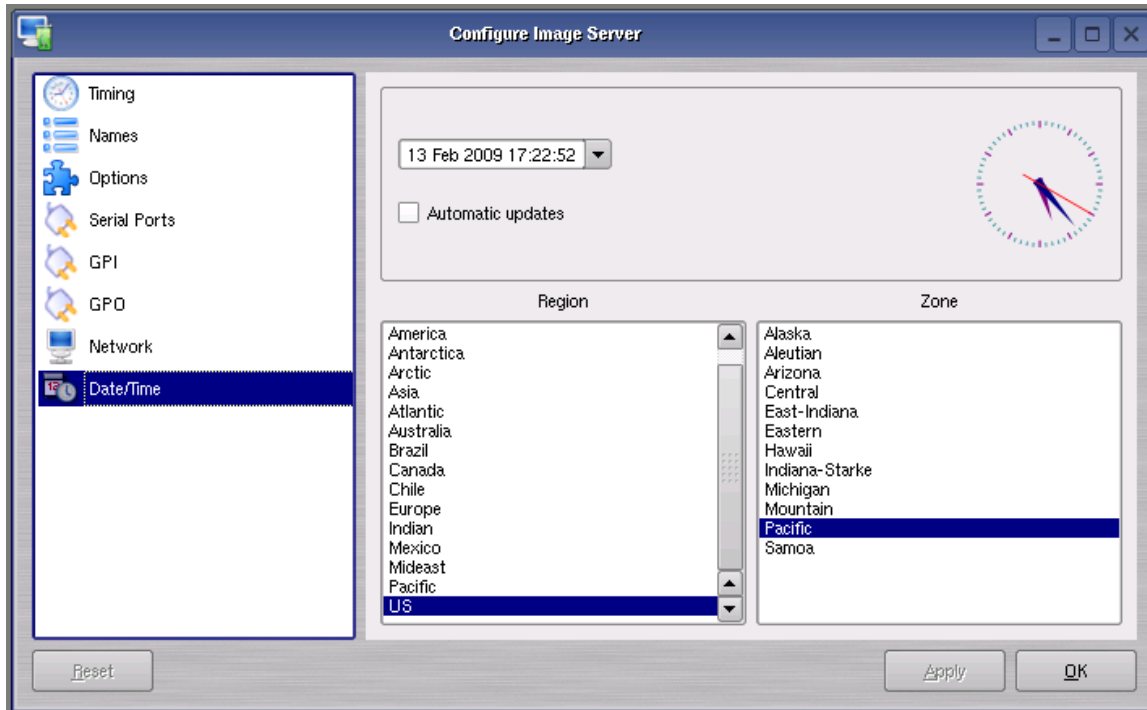 Configure Image Server
Timing
Names
Options
Serial Ports
GPI
GPO
Network
Date/Time
13 Feb 2009 17:22:52
Automatic updates
Region
America
Antarctica
Arctic
Asia
Atlantic
Australia
Brazil
Canada
Chile
Europe
Indian
Mexico
Mideast
Pacific
US
Zone
Alaska
Aleutian
Arizona
Central
East-Indiana
Eastern
Hawaii
Indiana-Starke
Michigan
Mountain
Pacific
Samoa
Reset
Apply
OK